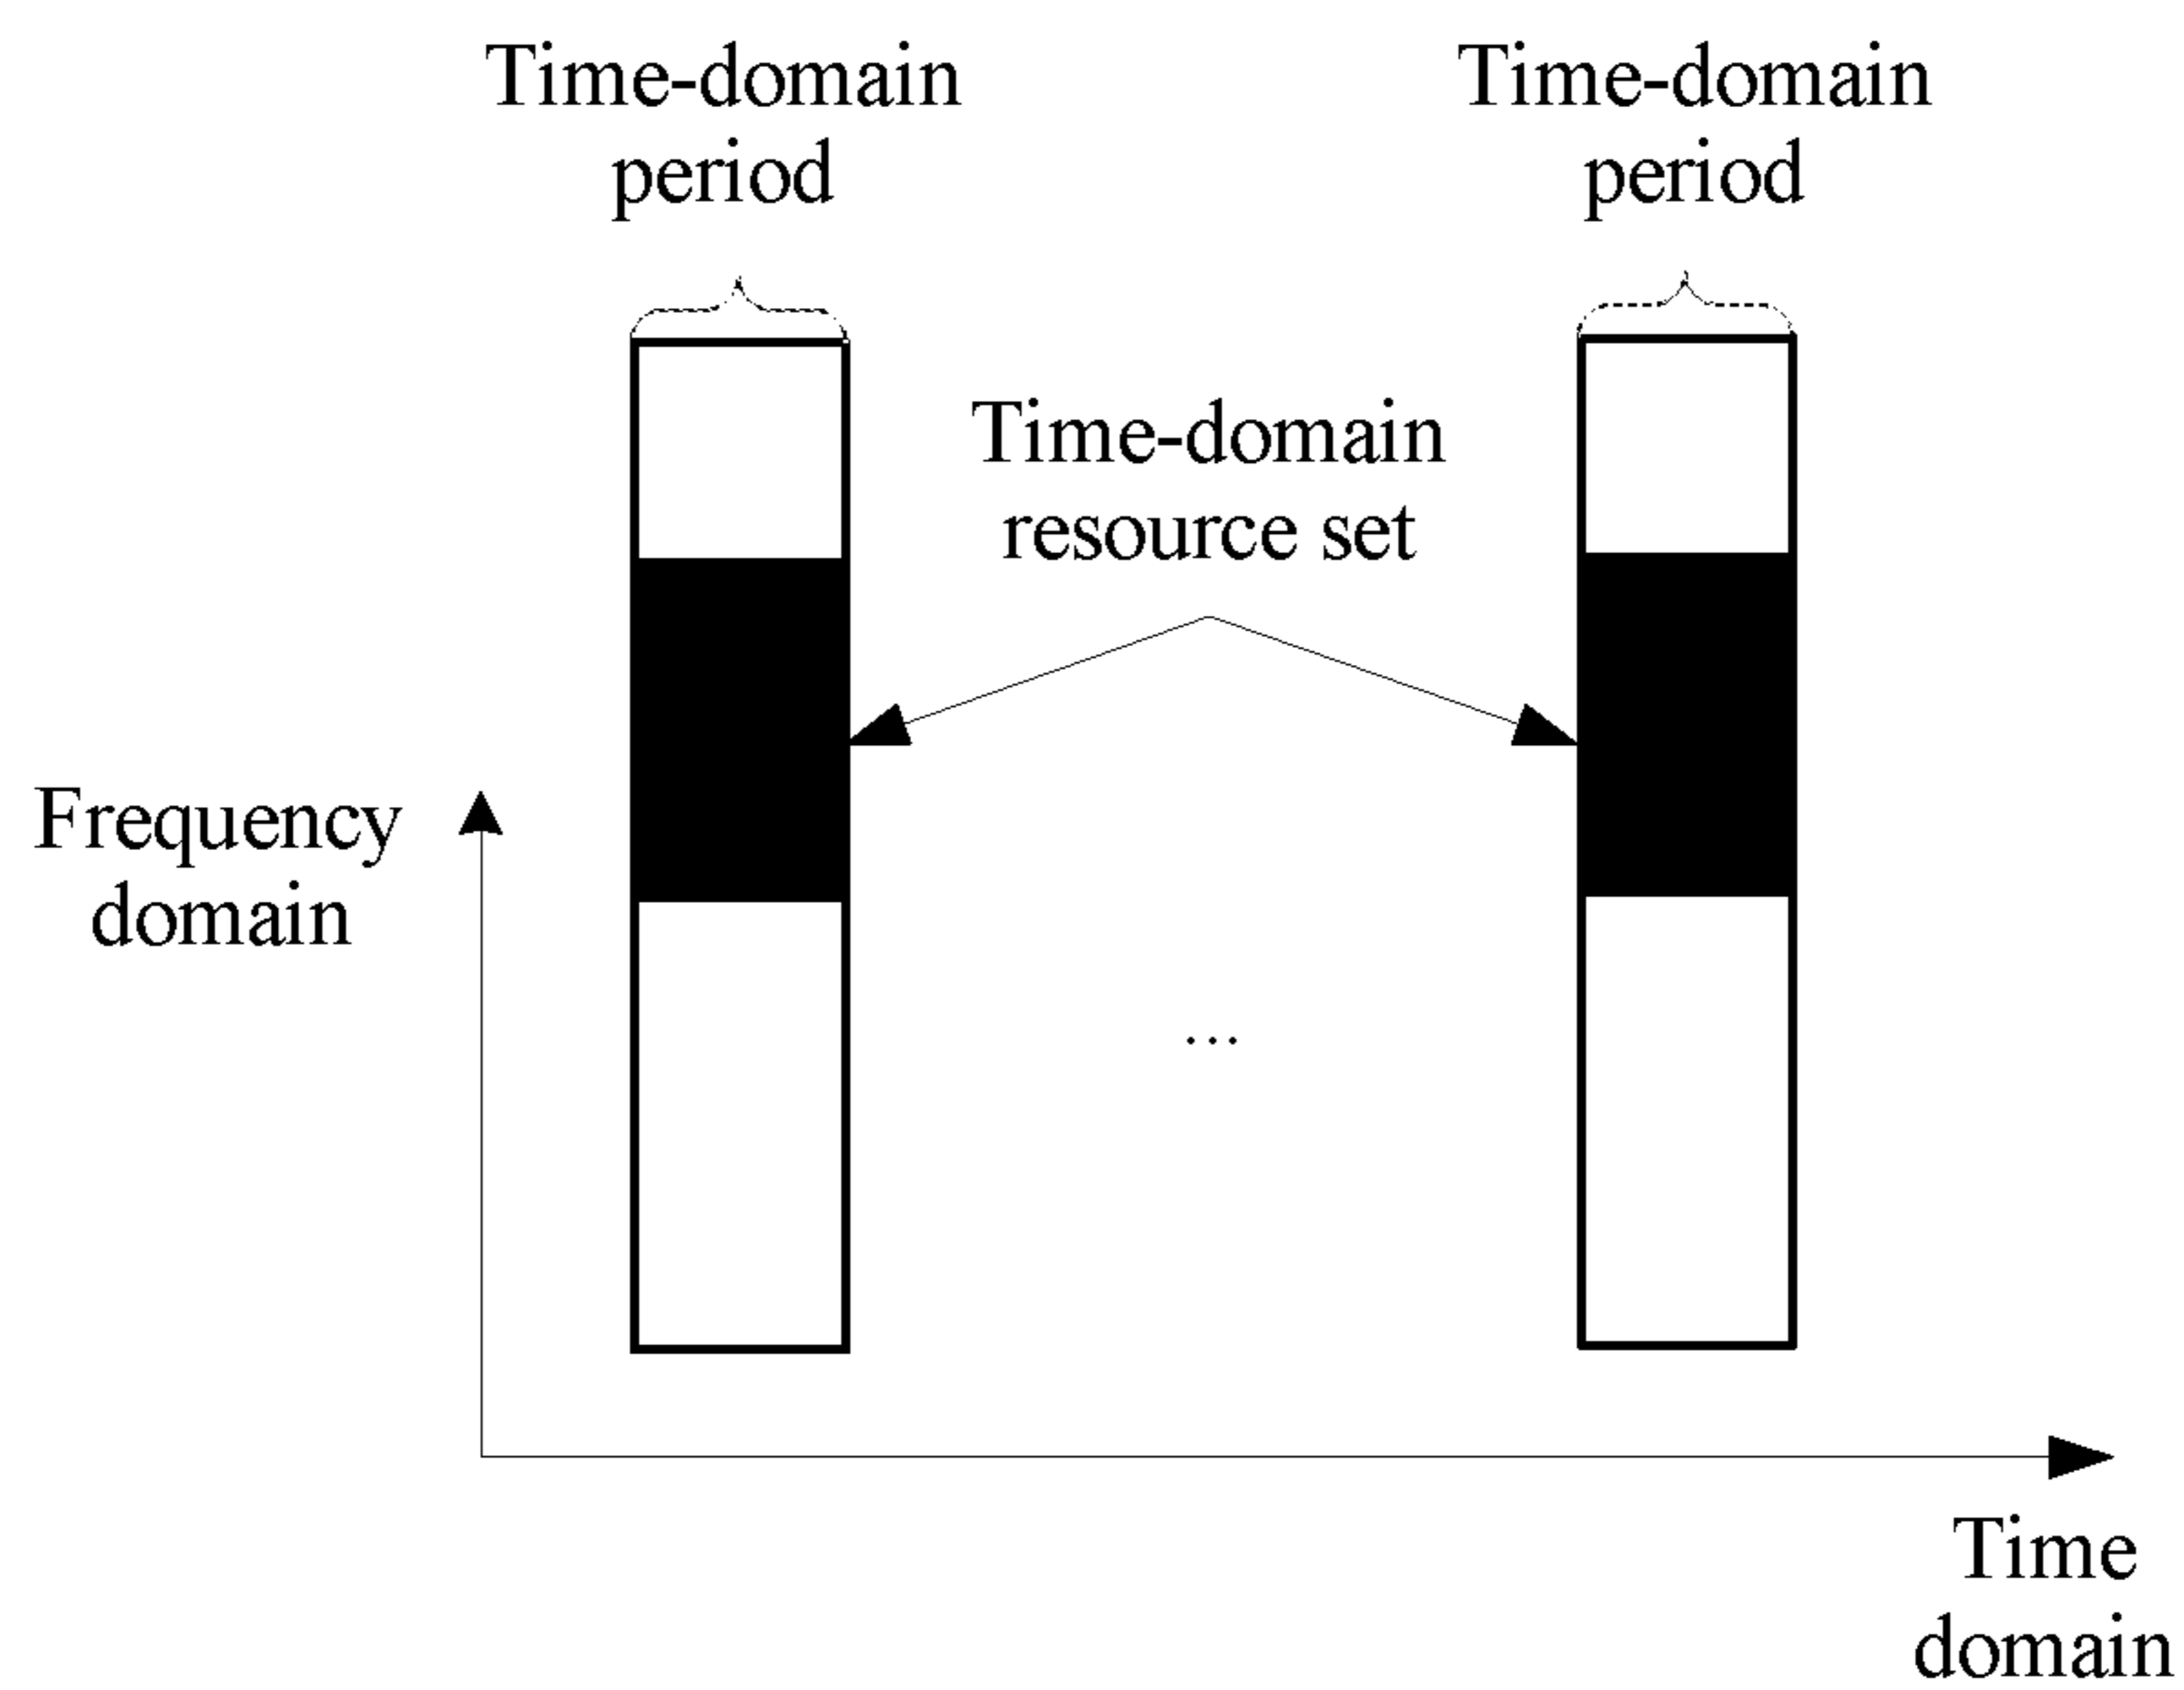 Time-domain
period
Time-domain
period
Time-domain
resource set
Frequency
domain
...
Time
domain